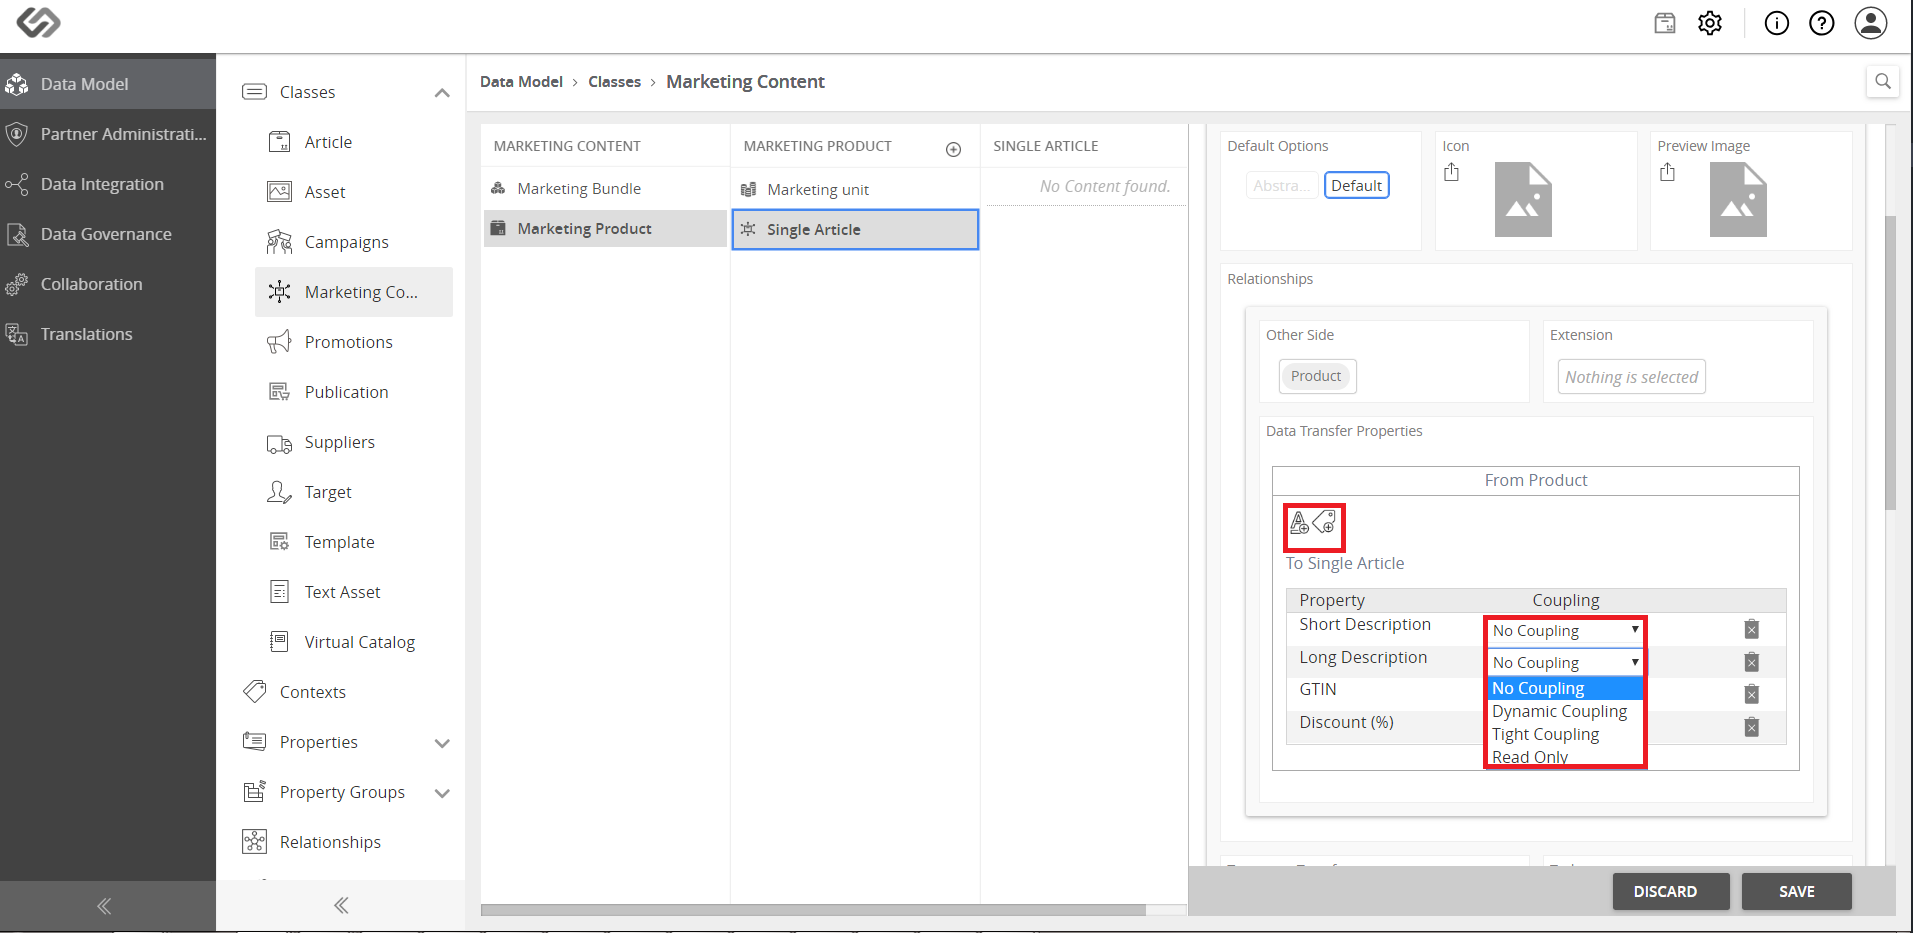 Data Model
Partner Administrati...
Data Integration
Data Governance
Collaboration
Translations
Classes
Article
Asset
Campaigns
Marketing Co...
Promotions
Publication
Suppliers
Target
Template
Text Asset
Virtual Catalog
Contexts
Properties
Property Groups
Relationships
Data Model › Classes › Marketing Content
MARKETING CONTENT
Marketing Bundle
Marketing Product
MARKETING PRODUCT
Marketing unit
Single Article
SINGLE ARTICLE
No Content found.
Default Options
Abstra... Default
Icon
Preview Image
Relationships
Other Side
Product
Extension
Nothing is selected
Data Transfer Properties
From Product
To Single Article
Property Coupling
Short Description No Coupling
Long Description No Coupling
GTIN
Discount (%)
No Coupling
Dynamic Coupling
Tight Coupling
Read Only
DISCARD SAVE